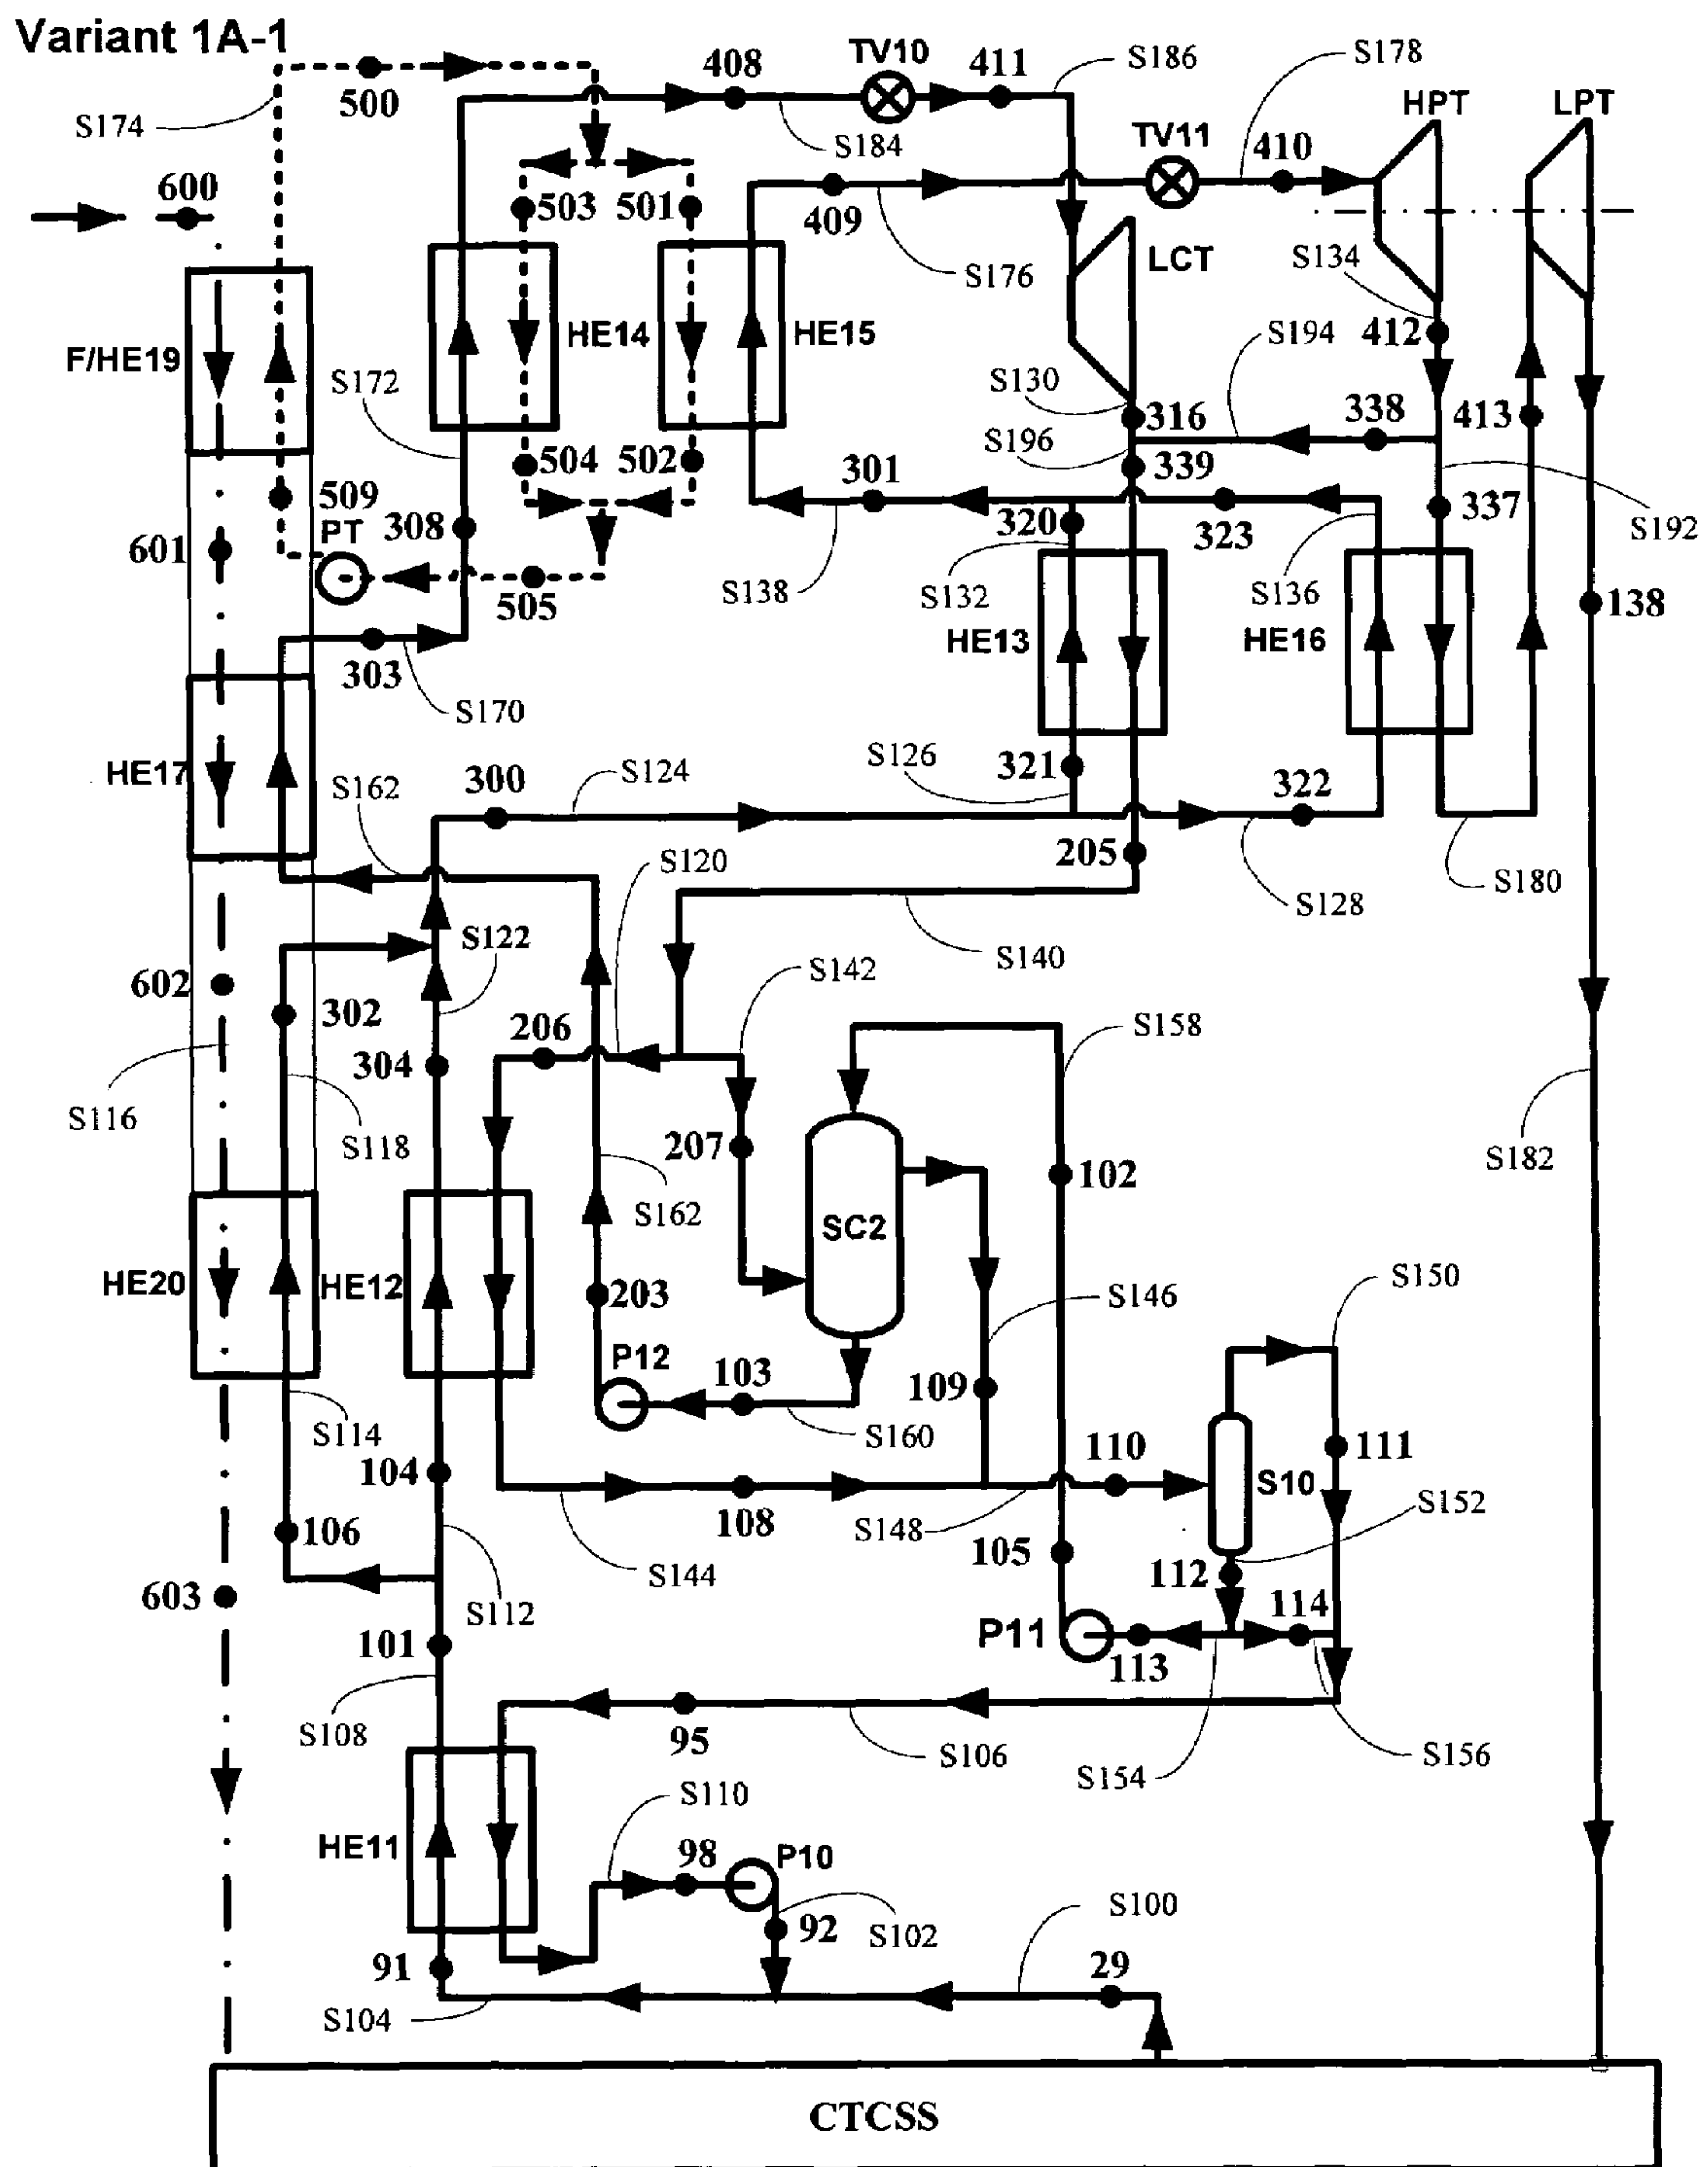 Variant 1A-1
TV10
408
411
S186
S178
500
S174
HPT
LPT
S184
TV11
410
600
503
501
409
S176
LCT
S134
412
F/HE19
HE14
HE15
S194
S172
S130
316
338
413
S196
339
504
502
301
509
PT
308
320
323
337
S192
601
505
S138
S132
S136
138
HE13
HE16
303
S170
HE17
S162
300
S124
S126
321
322
S120
205
S128
S180
S122
S142
S140
602
302
206
S158
304
S116
S118
207
102
S182
SC2
S162
HE20
HE12
203
S146
S150
P12
103
109
S114
S160
110
111
104
S10
106
108
S148
S152
105
S144
112
114
603
S112
101
P11
113
S108
95
S106
S154
S156
S110
HE11
98
P10
S100
92
S102
91
29
S104
CTCSS